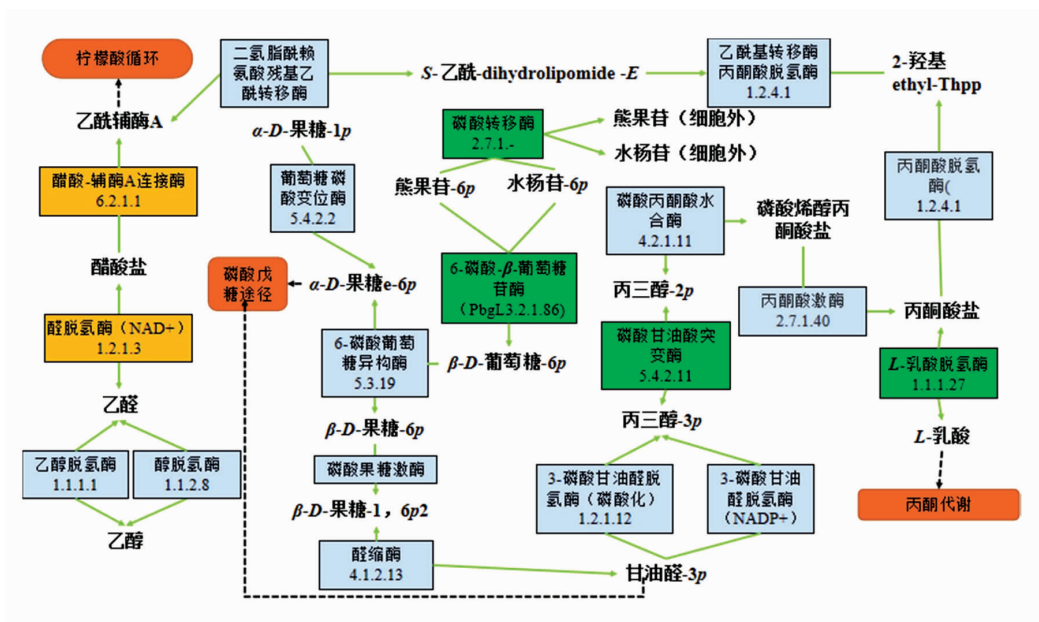 柠檬酸循环
二氢脂酰赖
氨酸残基乙
酰转移酶
S-乙酰-dihydrolipomide -E
乙酰基转移酶
丙酮酸脱氢酶
1.2.4.1
2-羟基
ethyl-Thpp
乙酰辅酶A
α-D-果糖-1p
磷酸转移酶
2.7.1.-
熊果苷（细胞外）
水杨苷（细胞外）
醋酸-辅酶A连接酶
6.2.1.1
葡萄糖磷
酸变位酶
5.4.2.2
熊果苷-6p
水杨苷-6p
磷酸丙酮酸水
合酶
4.2.1.11
磷酸烯醇丙
酮酸盐
丙酮酸脱氢
酶(
1.2.4.1
醋酸盐
磷酸戊
糖途径
α-D-果糖e-6p
6-磷酸-β-葡萄糖
苷酶
（PbgL3.2.1.86)
丙三醇-2p
丙酮酸激酶
2.7.1.40
丙酮酸盐
醛脱氢酶（NAD+）
1.2.1.3
6-磷酸葡萄
糖异构酶
5.3.19
β-D-葡萄糖-6p
磷酸甘油酸突
变酶
5.4.2.11
L-乳酸脱氢酶
1.1.1.27
乙醛
β-D-果糖-6p
丙三醇-3p
L-乳酸
乙醇脱氢酶
1.1.1.1
醇脱氢酶
1.1.2.8
磷酸果糖激酶
3-磷酸甘油醛脱
氢酶（磷酸化）
1.2.1.12
3-磷酸甘油
醛脱氢酶
（NADP+）
丙酮代谢
β-D-果糖-1，6p2
乙醇
醛缩酶
4.1.2.13
甘油醛-3p